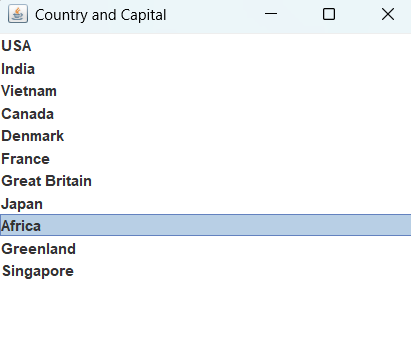 Country and Capital
USA
India
Vietnam
Canada
Denmark
France
Great Britain
Japan
Africa
Greenland
Singapore